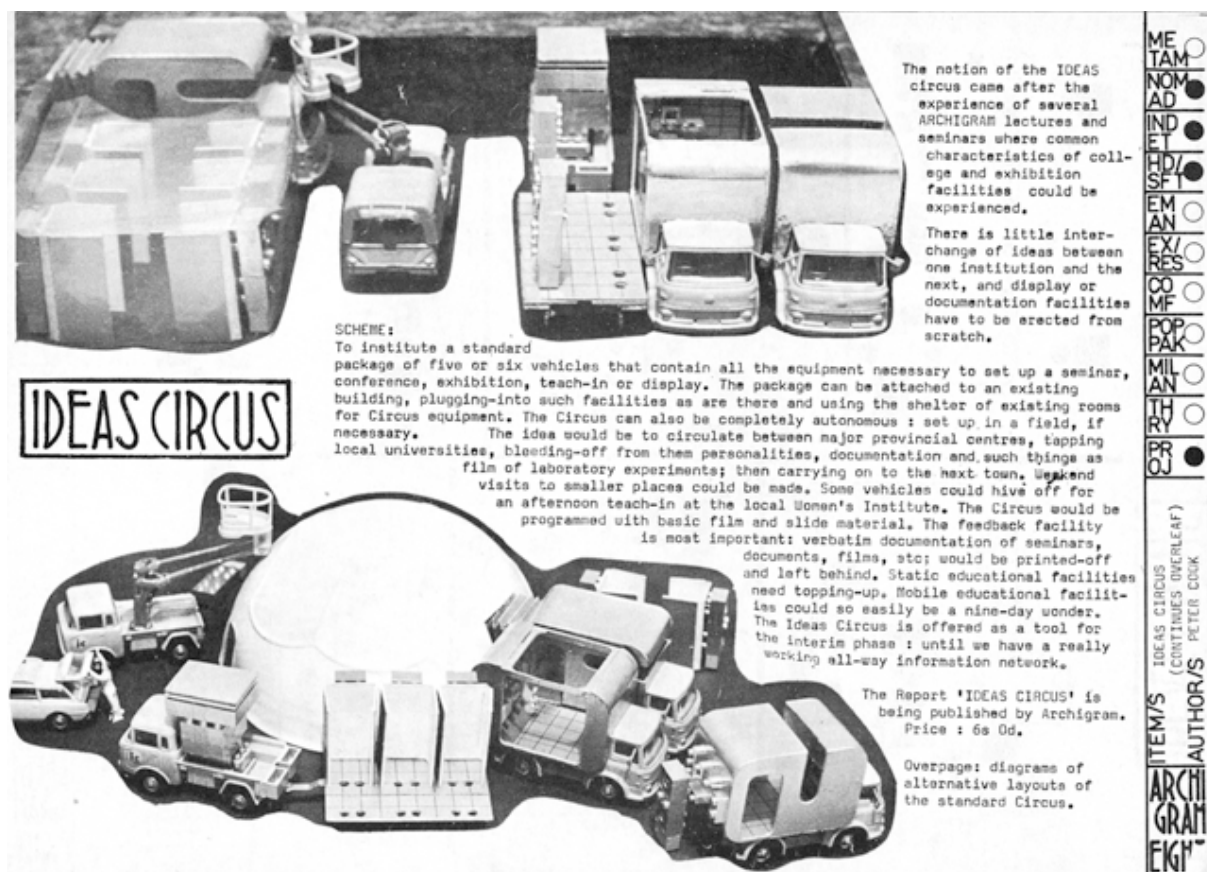 The notion of the IDEAS
circus came after the
experience of several
ARCHIGRAM lectures and
seminars where common
characteristics of coll-
ege and exhibition
facilities could be
experienced.
There is little inter-
change of ideas between
one institution and the
next, and display or
documentation facilities
have to be erected from
scratch.
SCHEME:
To institute a standard
package of five or six vehicles that contain all the equipment necessary to set up a seminar,
conference, exhibition, teach-in or display. The package can be attached to an existing
building, plugging-into such facilities as are there and using the shelter of existing rooms
for Circus equipment. The Circus can also be completely autonomous : set up in a field, if
necessary. The idea would be to circulate between major provincial centres, tapping
local universities, bleeding-off from them personalities, documentation and such things as
film of laboratory experiments; then carrying on to the next town. Weekend
visits to smaller places could be made. Some vehicles could hive off for
an afternoon teach-in at the local Women's Institute. The Circus would be
programmed with basic film and slide material. The feedback facility
is most important: verbatim documentation of seminars,
documents, films, etc; would be printed-off
and left behind. Static educational facilities
need topping-up. Mobile educational facilit-
ies could so easily be a nine-day wonder.
The Ideas Circus is offered as a tool for
the interim phase : until we have a really
working all-way information network.
The Report 'IDEAS CIRCUS' is
being published by Archigram.
Price : 6s 0d.
Overpage: diagrams of
alternative layouts of
the standard Circus.
IDEAS CIRCUS
ME
TAM
NOM
AD
IND
ET
HD/
SFT
EM
AN
EX/
RES
CO
MF
POP
PAK
MIL
AN
TH
RY
PR
OJ
ITEM/S IDEAS CIRCUS
(CONTINUES OVERLEAF)
AUTHOR/S PETER COOK
ARCHI
GRAM
EIGHT